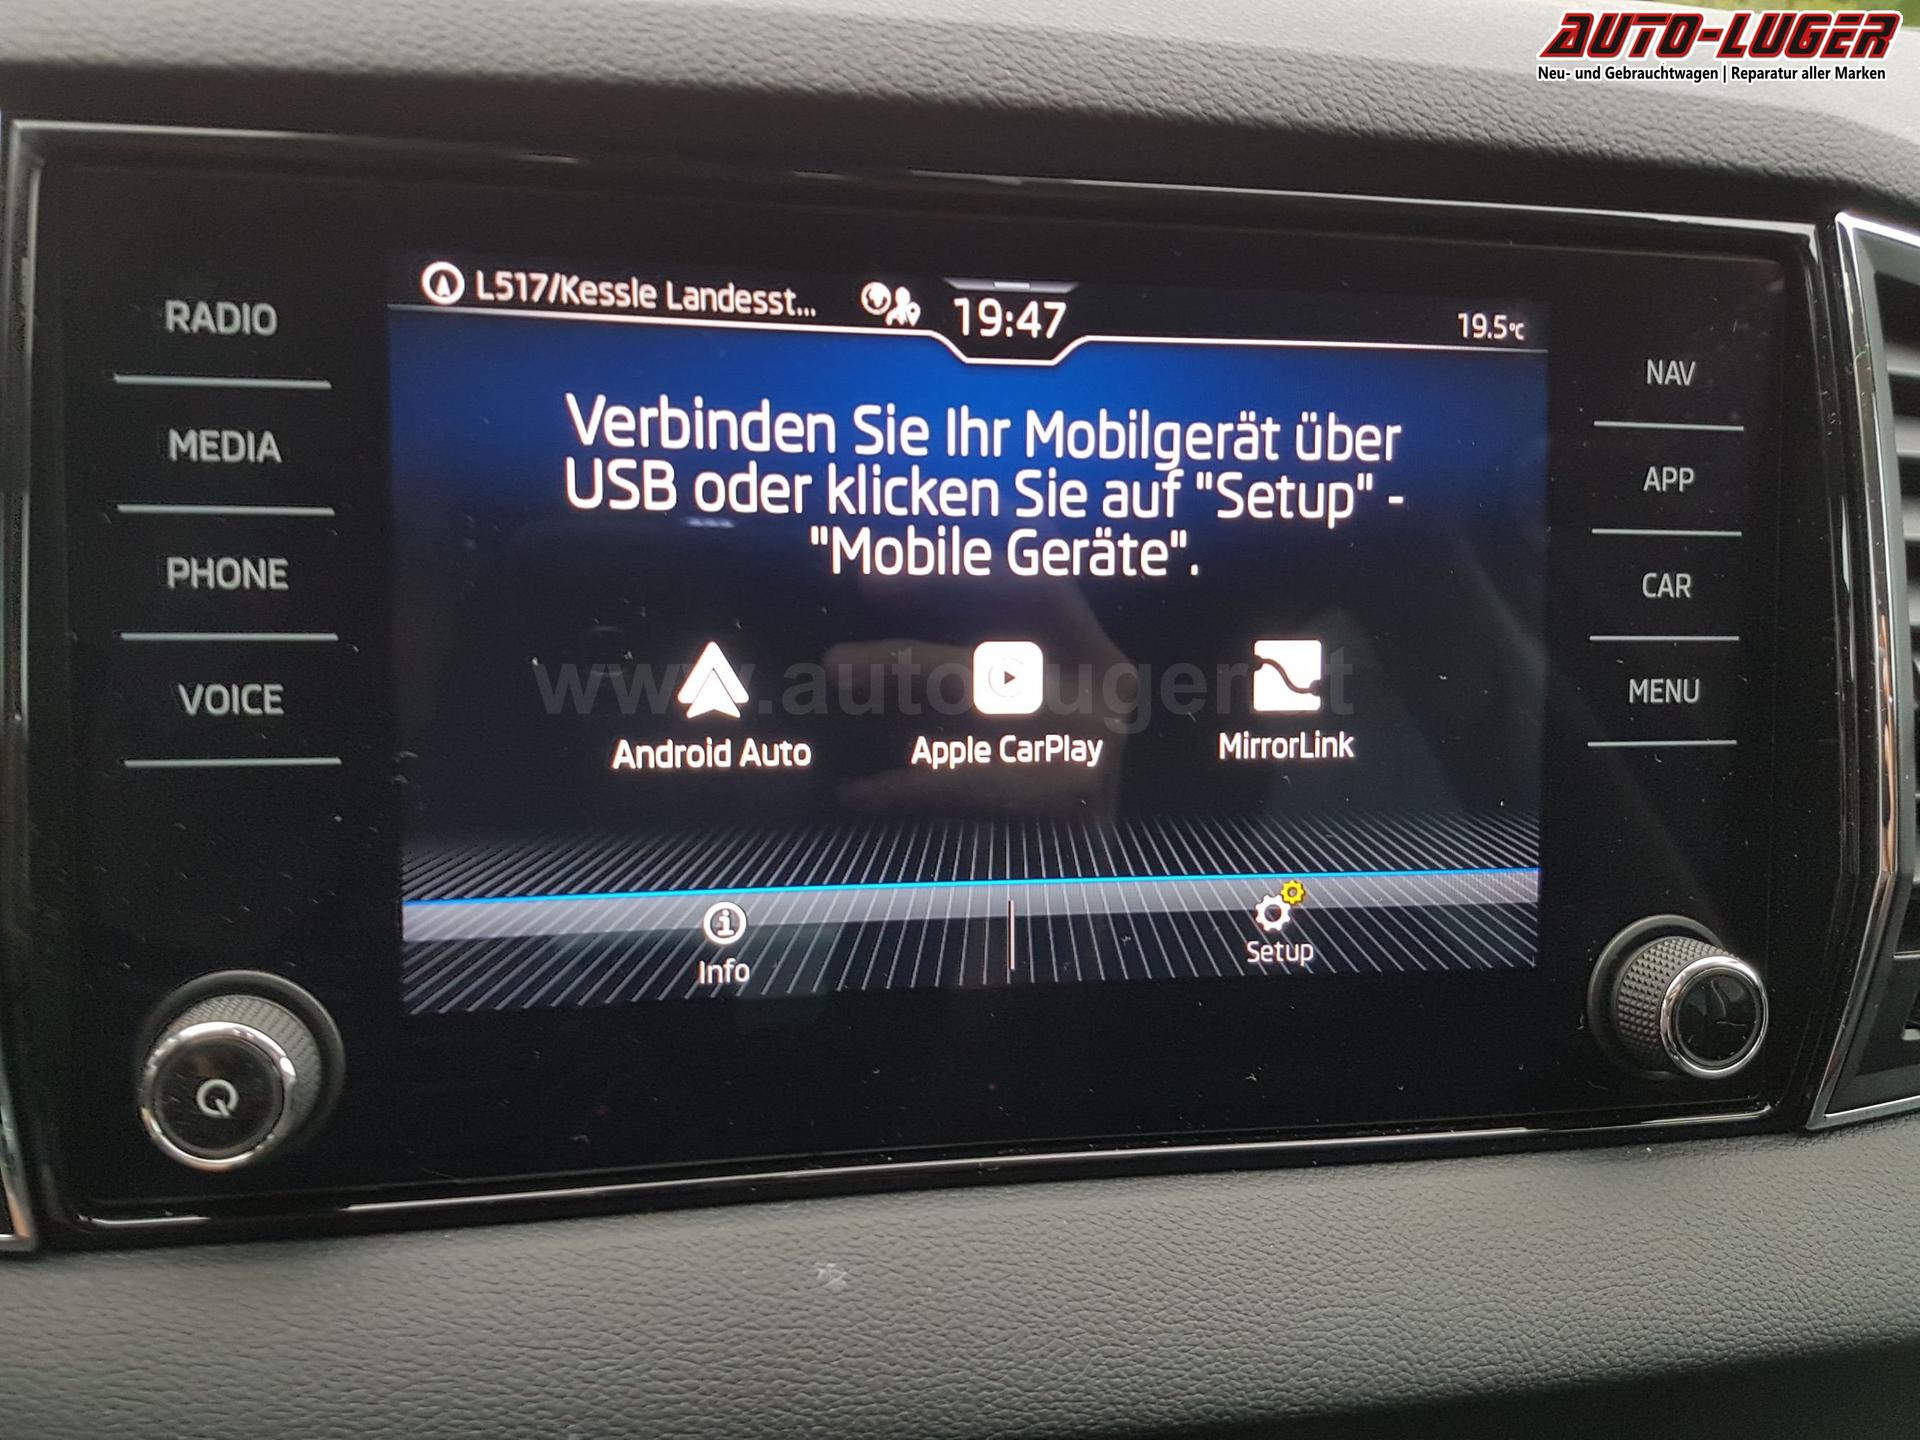 AUTO-LUGER
Neu- und Gebrauchtwagen | Reparatur aller Marken
L517/Kessle Landesst...
19:47
19.5°C
RADIO
MEDIA
PHONE
VOICE
Verbinden Sie Ihr Mobilgerät über
USB oder klicken Sie auf "Setup" -
"Mobile Geräte".
Android Auto
Apple CarPlay
MirrorLink
Info
Setup
NAV
APP
CAR
MENU